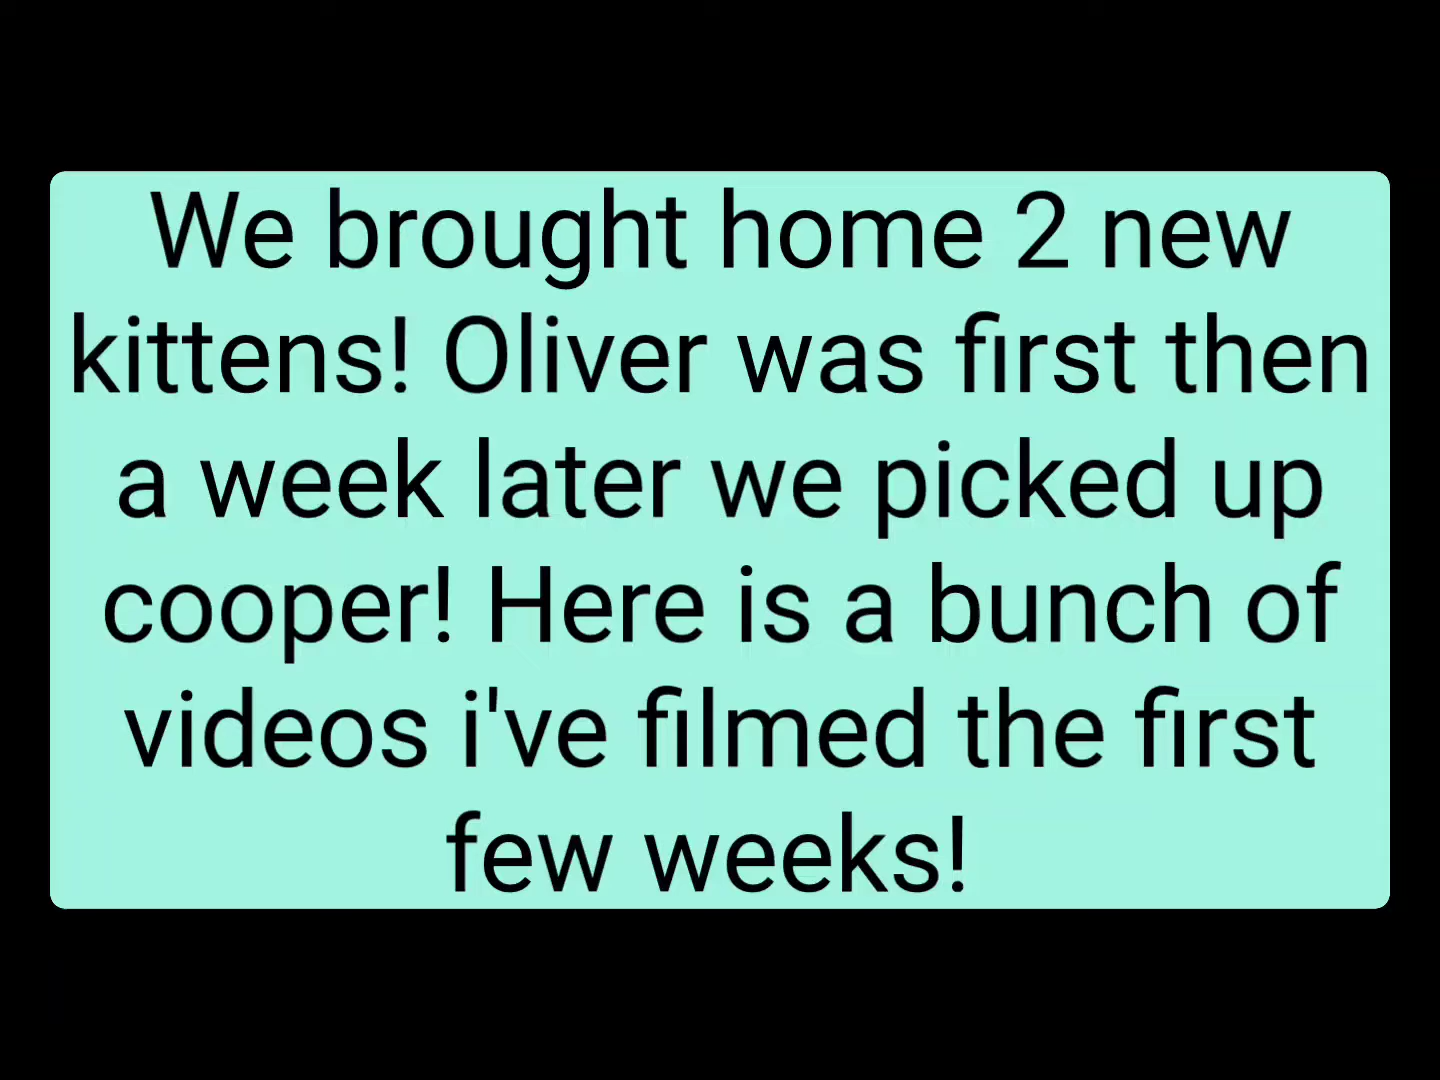 We brought home 2 new
kittens! Oliver was first then
a week later we picked up
cooper! Here is a bunch of
videos i've filmed the first
few weeks!